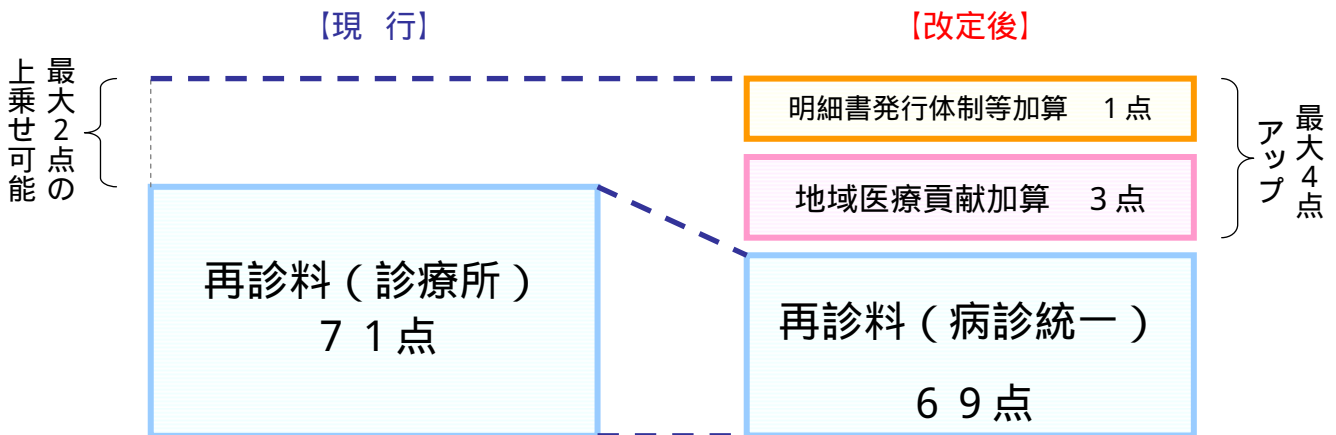 【現 行】
【改定後】
最大2点の
上乗せ可能
明細書発行体制等加算 1点
地域医療貢献加算 3点
最大4点
アップ
再診料(診療所)
71点
再診料(病診統一)
69点